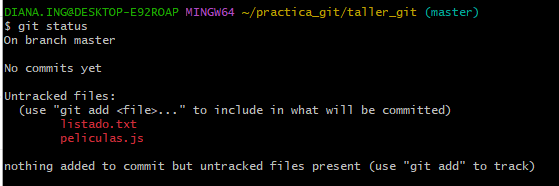 DIANA.ING@DESKTOP-E92ROAP MINGW64 ~/practica_git/taller_git (master)
$ git status
On branch master
No commits yet
Untracked files:
(use "git add <file>..." to include in what will be committed)
listado.txt
peliculas.js
nothing added to commit but untracked files present (use "git add" to track)